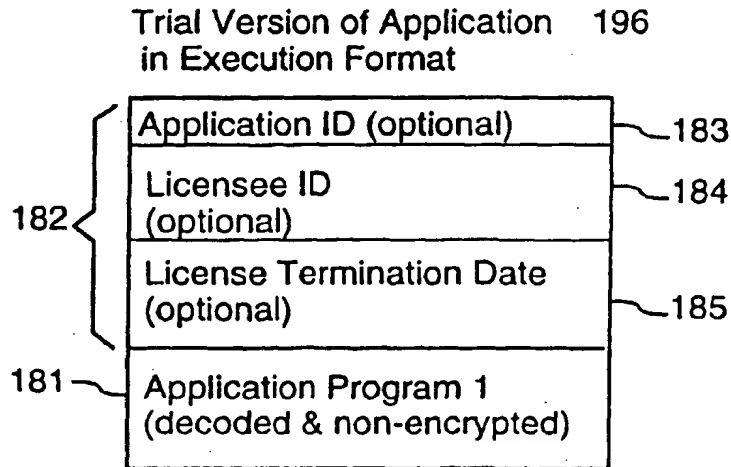 Trial Version of Application 196
in Execution Format
Application ID (optional) 183
Licensee ID 184
(optional)
182
License Termination Date
(optional) 185
181 Application Program 1
(decoded & non-encrypted)